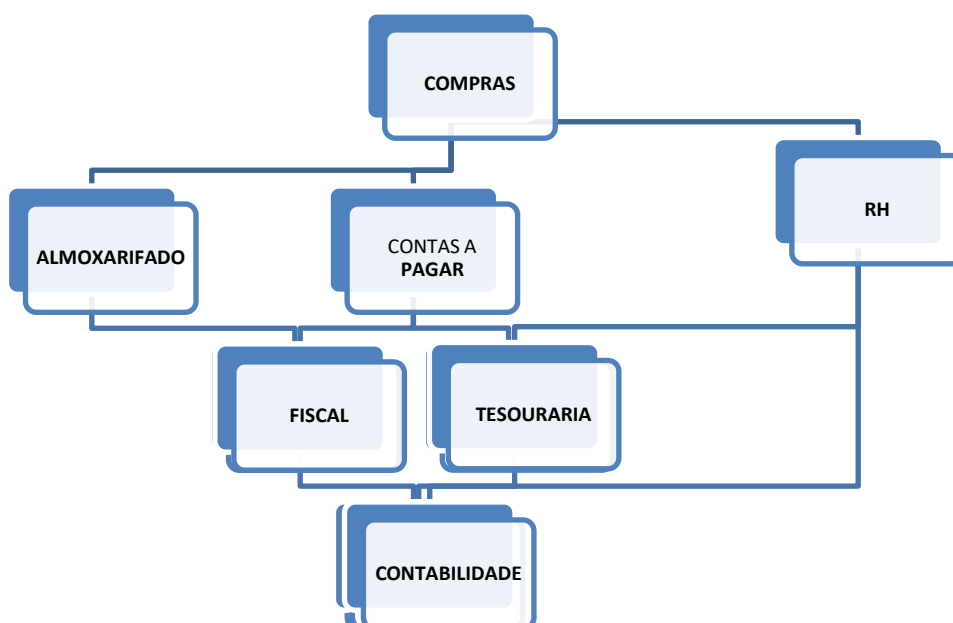 COMPRAS
RH
ALMOXARIFADO
CONTAS A
PAGAR
FISCAL
TESOURARIA
CONTABILIDADE